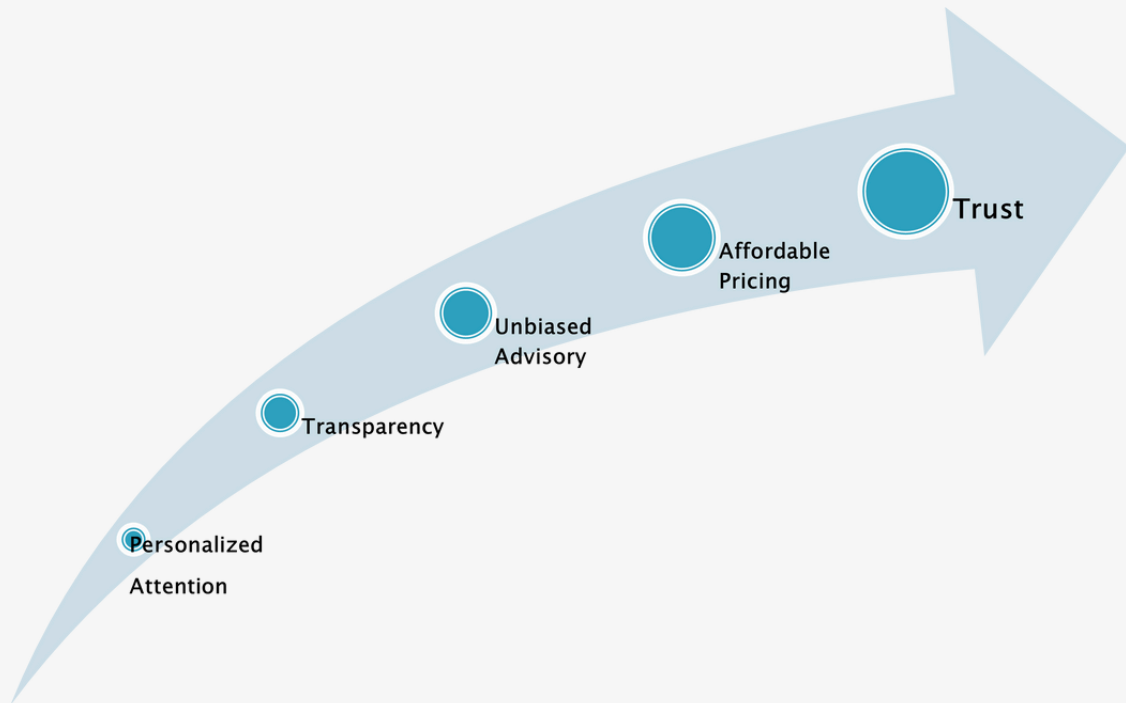 Trust
Affordable
Pricing
Unbiased
Advisory
Transparency
Personalized
Attention